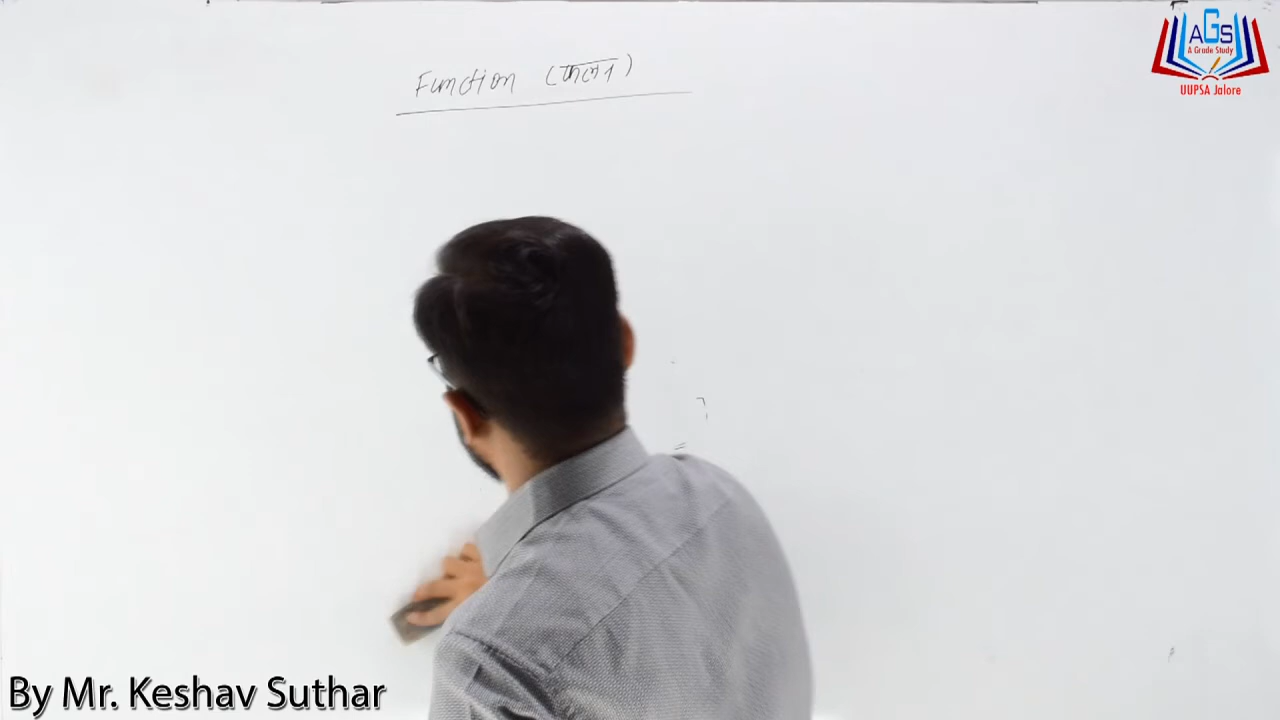 Function (फलन)
AGS
A Grade Study
UUPSA Jalore
By Mr. Keshav Suthar